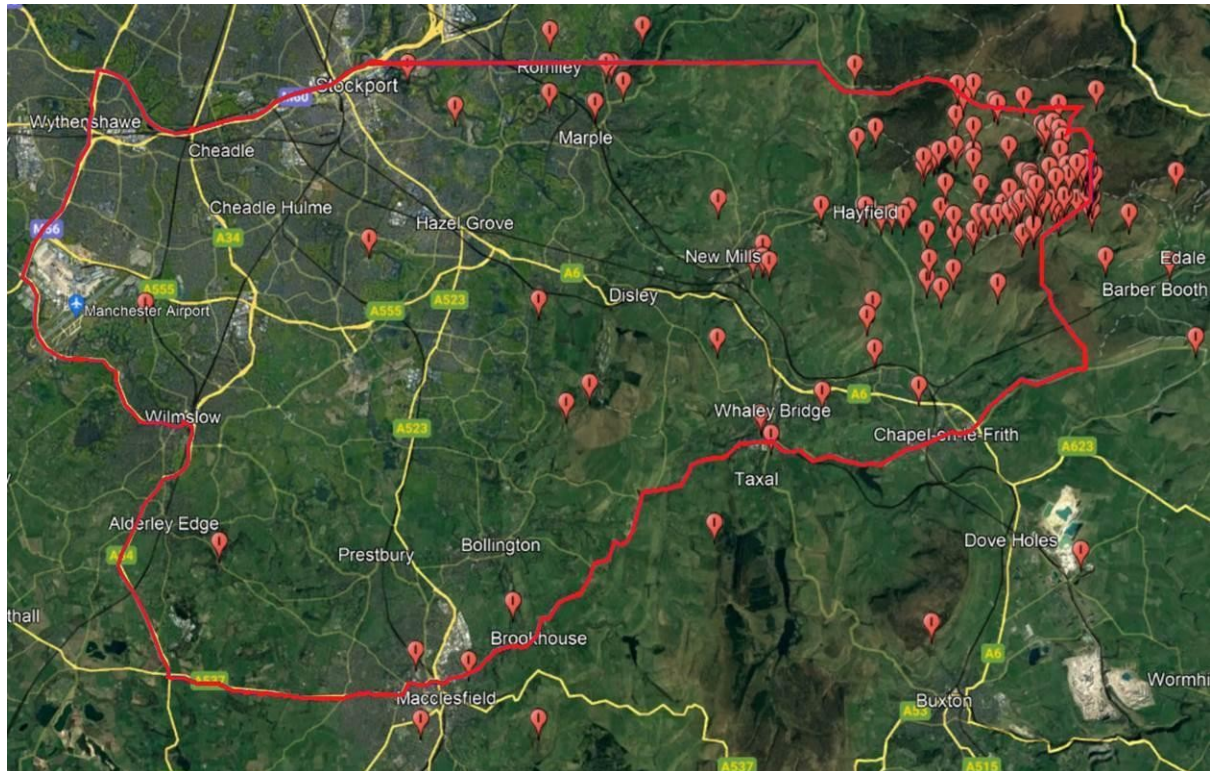 Romiley
Stockport
M60
Wythenshawe
Marple
Cheadle
Cheadle Hulme
Hayfield
Hazel Grove
M56
A34
New Mills
Edale
A6
A555
Disley
Barber Booth
A523
Manchester Airport
A555
Whaley Bridge
A6
Wilmslow
A523
Chapel-en-le-Frith
A623
Taxal
Alderley Edge
Dove Holes
Bollington
Prestbury
A34
thall
Brookhouse
A6
A537
Wormhi
Macclesfield
Buxton
A53
A537
A515